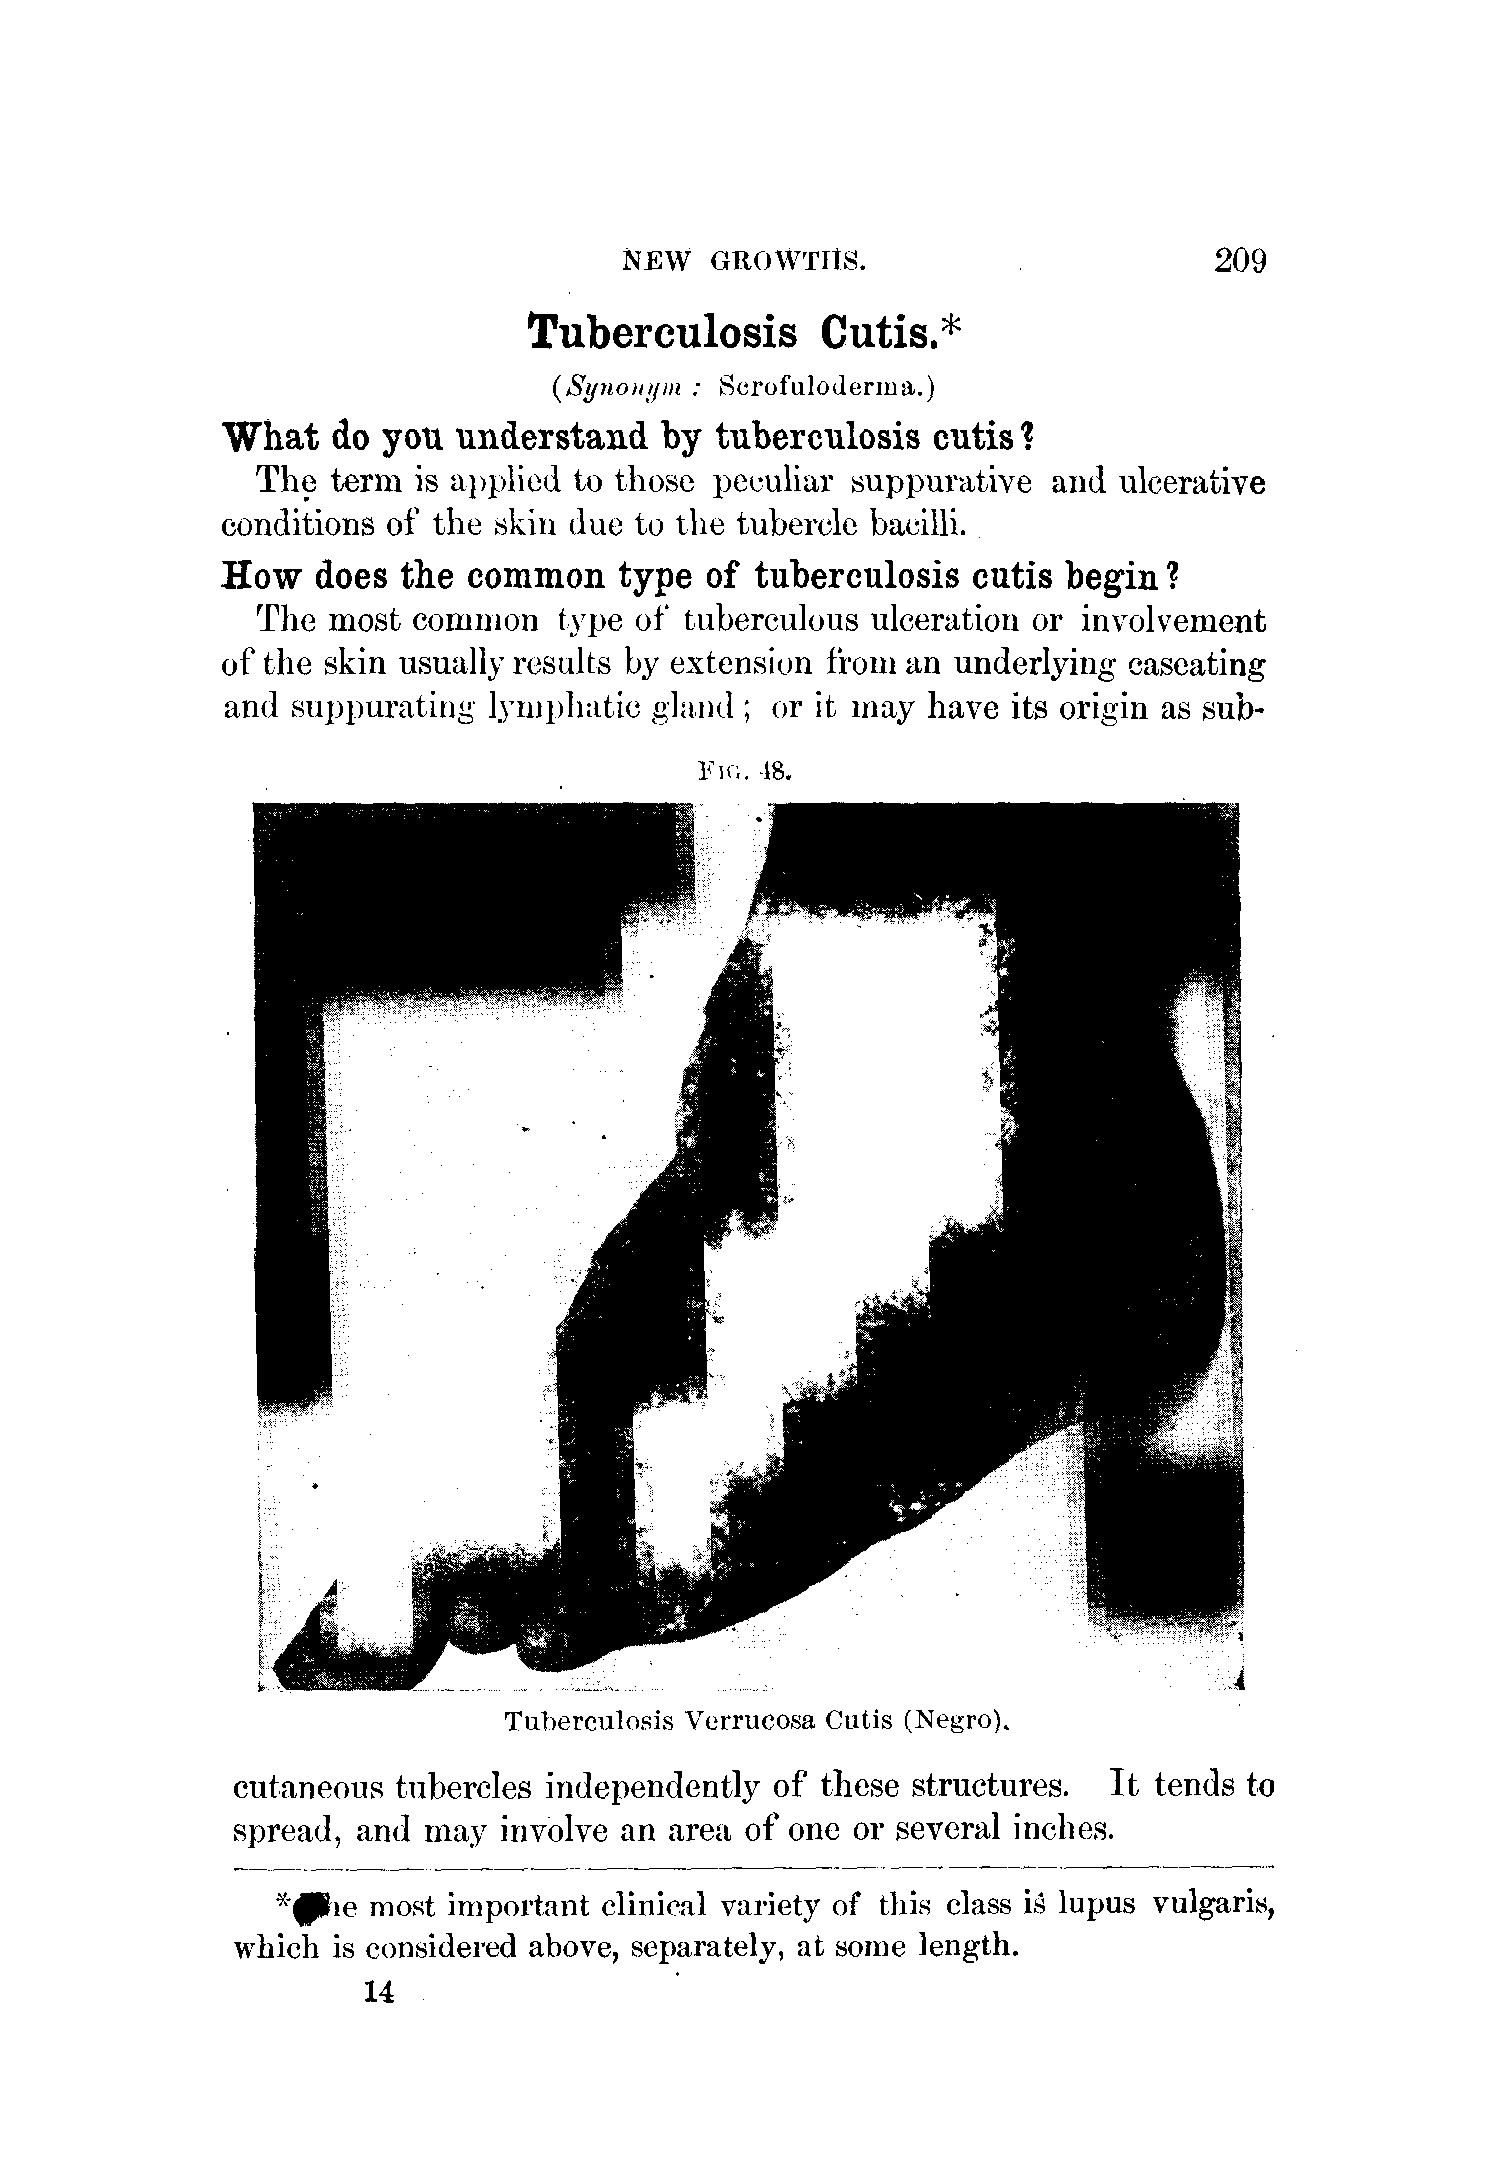 NEW GROWTHS. 209
Tuberculosis Cutis.*
(Synonym : Scrofuloderma.)
What do you understand by tuberculosis cutis?
The term is applied to those peculiar suppurative and ulcerative
conditions of the skin due to the tubercle bacilli.
How does the common type of tuberculosis cutis begin?
The most common type of tuberculous ulceration or involvement
of the skin usually results by extension from an underlying caseating
and suppurating lymphatic gland; or it may have its origin as sub-
FIG. 48.
Tuberculosis Verrucosa Cutis (Negro).
cutaneous tubercles independently of these structures. It tends to
spread, and may involve an area of one or several inches.
* The most important clinical variety of this class is lupus vulgaris,
which is considered above, separately, at some length.
14